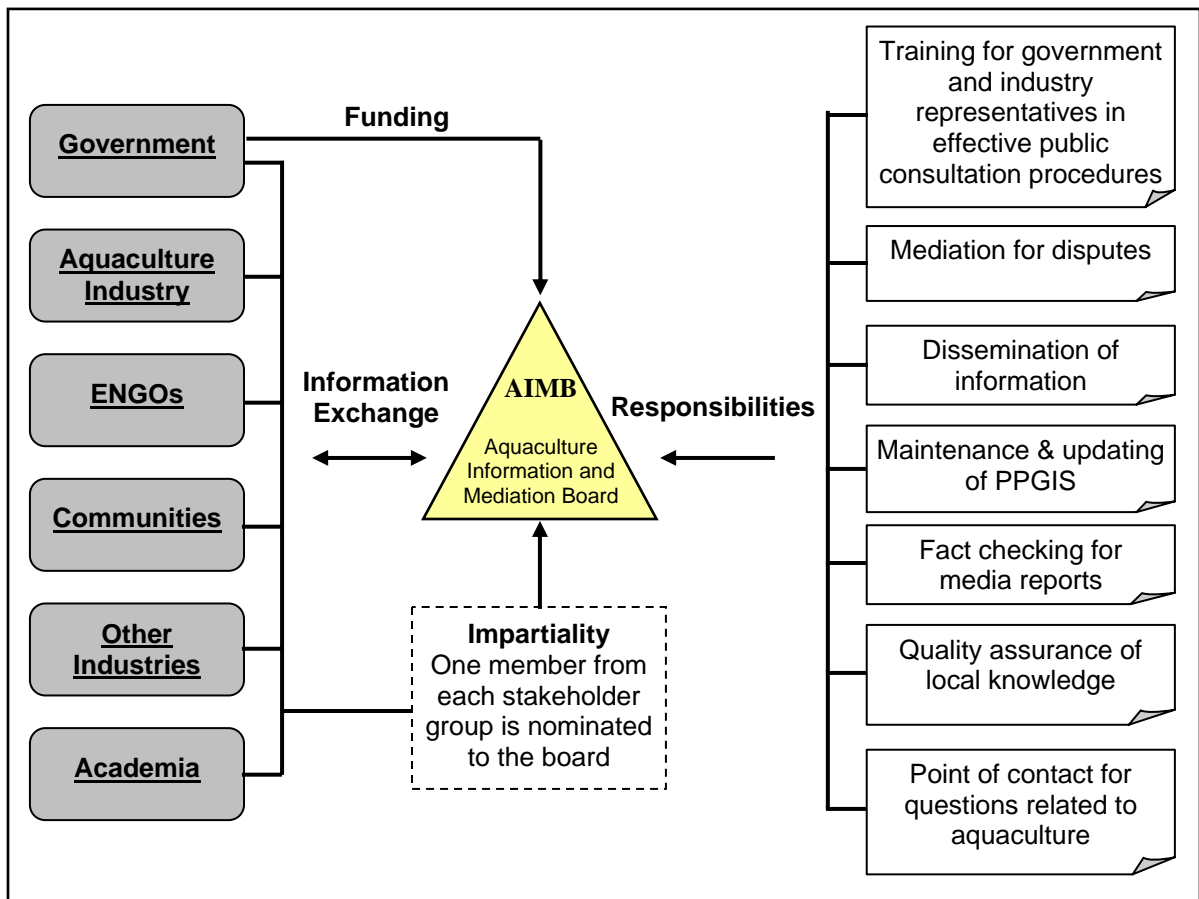 Government
Aquaculture
Industry
ENGOs
Communities
Other
Industries
Academia
Funding
Information
Exchange
AIMB
Aquaculture
Information and
Mediation Board
Impartiality
One member from
each stakeholder
group is nominated
to the board
Responsibilities
Training for government
and industry
representatives in
effective public
consultation procedures
Mediation for disputes
Dissemination of
information
Maintenance & updating
of PPGIS
Fact checking for
media reports
Quality assurance of
local knowledge
Point of contact for
questions related to
aquaculture